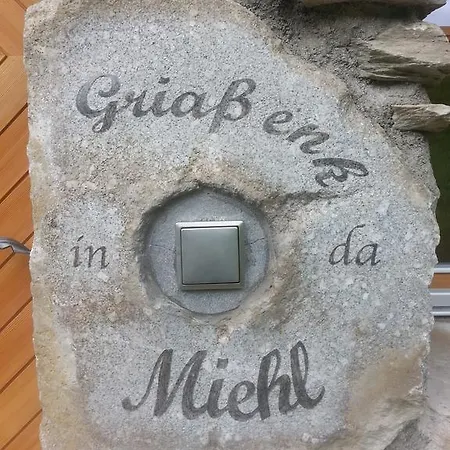 Griaß enk
in da
Miehl